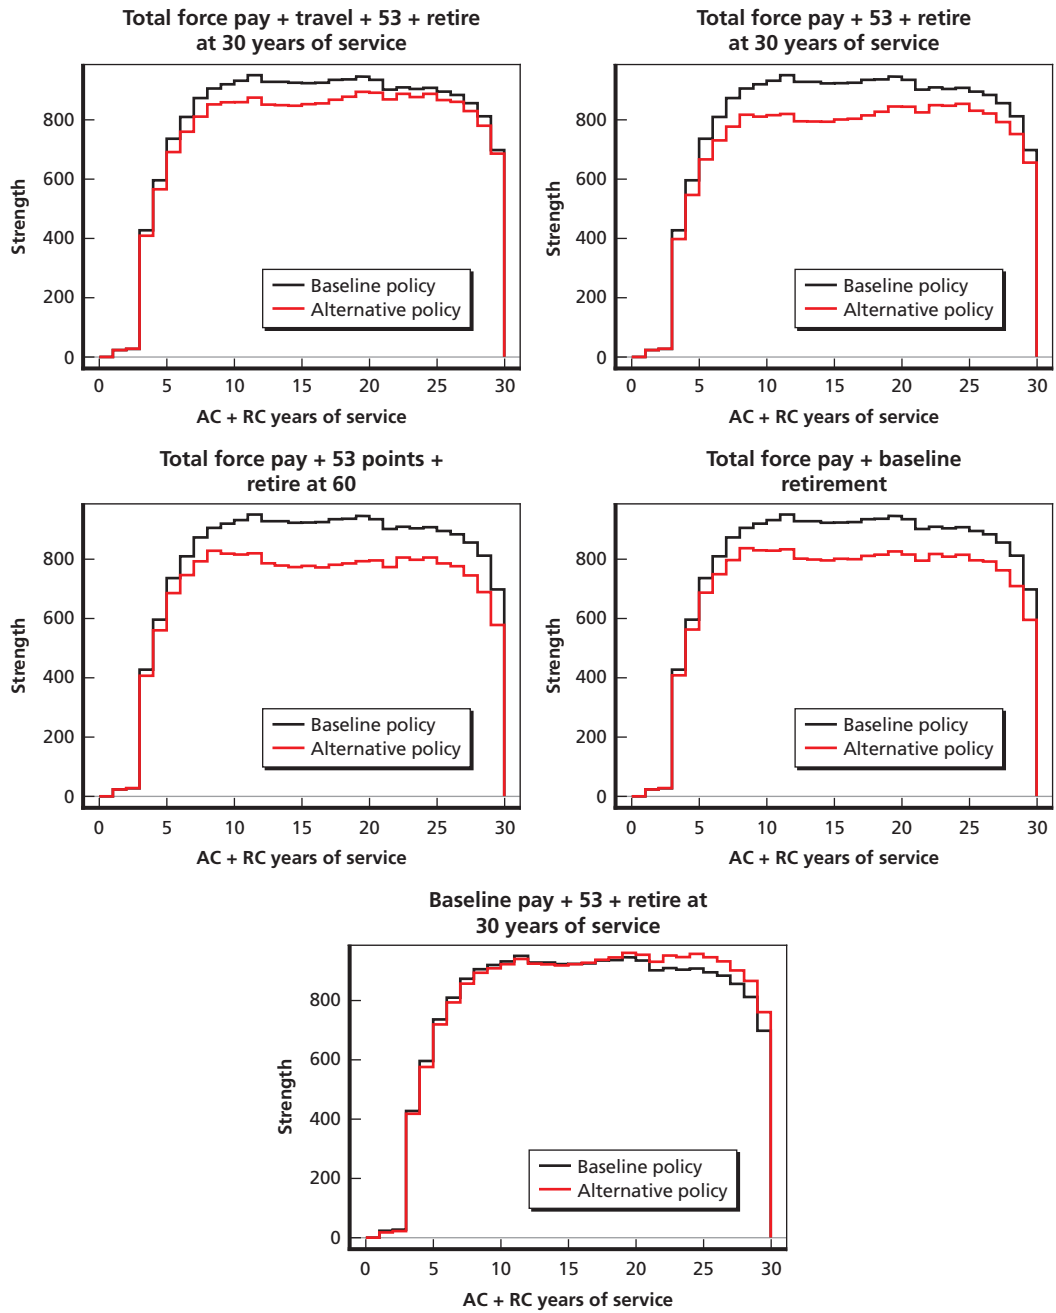 Total force pay + travel + 53 + retire
at 30 years of service
800
600
400
200
0
Strength
Baseline policy
Alternative policy
0 5 10 15 20 25 30
AC + RC years of service
Total force pay + 53 + retire
at 30 years of service
800
600
400
200
0
Strength
Baseline policy
Alternative policy
0 5 10 15 20 25 30
AC + RC years of service
Total force pay + 53 points +
retire at 60
800
600
400
200
0
Strength
Baseline policy
Alternative policy
0 5 10 15 20 25 30
AC + RC years of service
Total force pay + baseline
retirement
800
600
400
200
0
Strength
Baseline policy
Alternative policy
0 5 10 15 20 25 30
AC + RC years of service
Baseline pay + 53 + retire at
30 years of service
800
600
400
200
0
Strength
Baseline policy
Alternative policy
0 5 10 15 20 25 30
AC + RC years of service